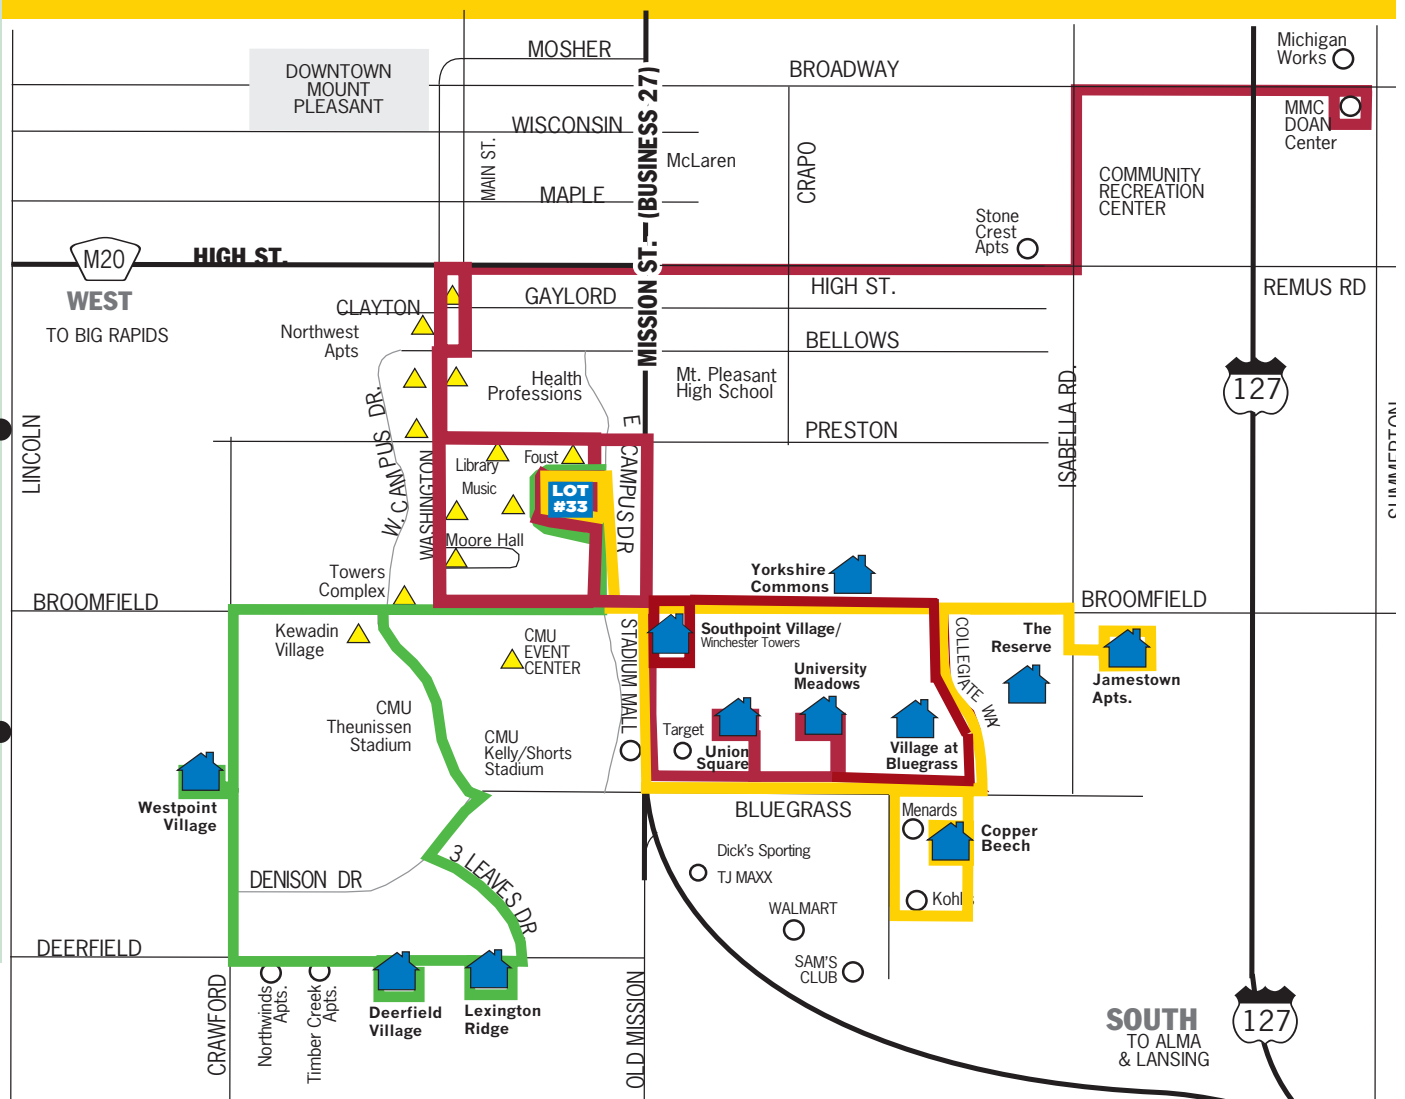 MOSHER
BROADWAY
Michigan
Works
DOWNTOWN
MOUNT
PLEASANT
MMC
DOAN
Center
WISCONSIN
MAIN ST.
MISSION ST.—(BUSINESS 27)
McLaren
CRAPO
MAPLE
COMMUNITY
RECREATION
CENTER
Stone
Crest
Apts
M20
HIGH ST.
WEST
TO BIG RAPIDS
HIGH ST.
REMUS RD
GAYLORD
CLAYTON
Northwest
Apts
BELLOWS
Health
Professions
Mt. Pleasant
High School
127
W. CAMPUS DR.
ISABELLA RD.
LINCOLN
SUMMERTON
PRESTON
E CAMPUS DR
WASHINGTON
Library
Foust
Music
LOT
#33
Moore Hall
Towers
Complex
Yorkshire
Commons
BROOMFIELD
BROOMFIELD
Kewadin
Village
CMU
EVENT
CENTER
STADIUM MALL
Southpoint Village/
Winchester Towers
COLLEGIATE WAY
The
Reserve
University
Meadows
Jamestown
Apts.
CMU
Theunissen
Stadium
CMU
Kelly/Shorts
Stadium
Target
Union
Square
Village at
Bluegrass
Westpoint
Village
BLUEGRASS
Menards
Copper
Beech
Dick's Sporting
TJ MAXX
3 LEAVES DR
DENISON DR
Kohls
WALMART
DEERFIELD
SAM'S
CLUB
CRAWFORD
Northwinds
Apts.
Timber Creek
Apts.
Deerfield
Village
Lexington
Ridge
OLD MISSION
SOUTH
TO ALMA
& LANSING
127